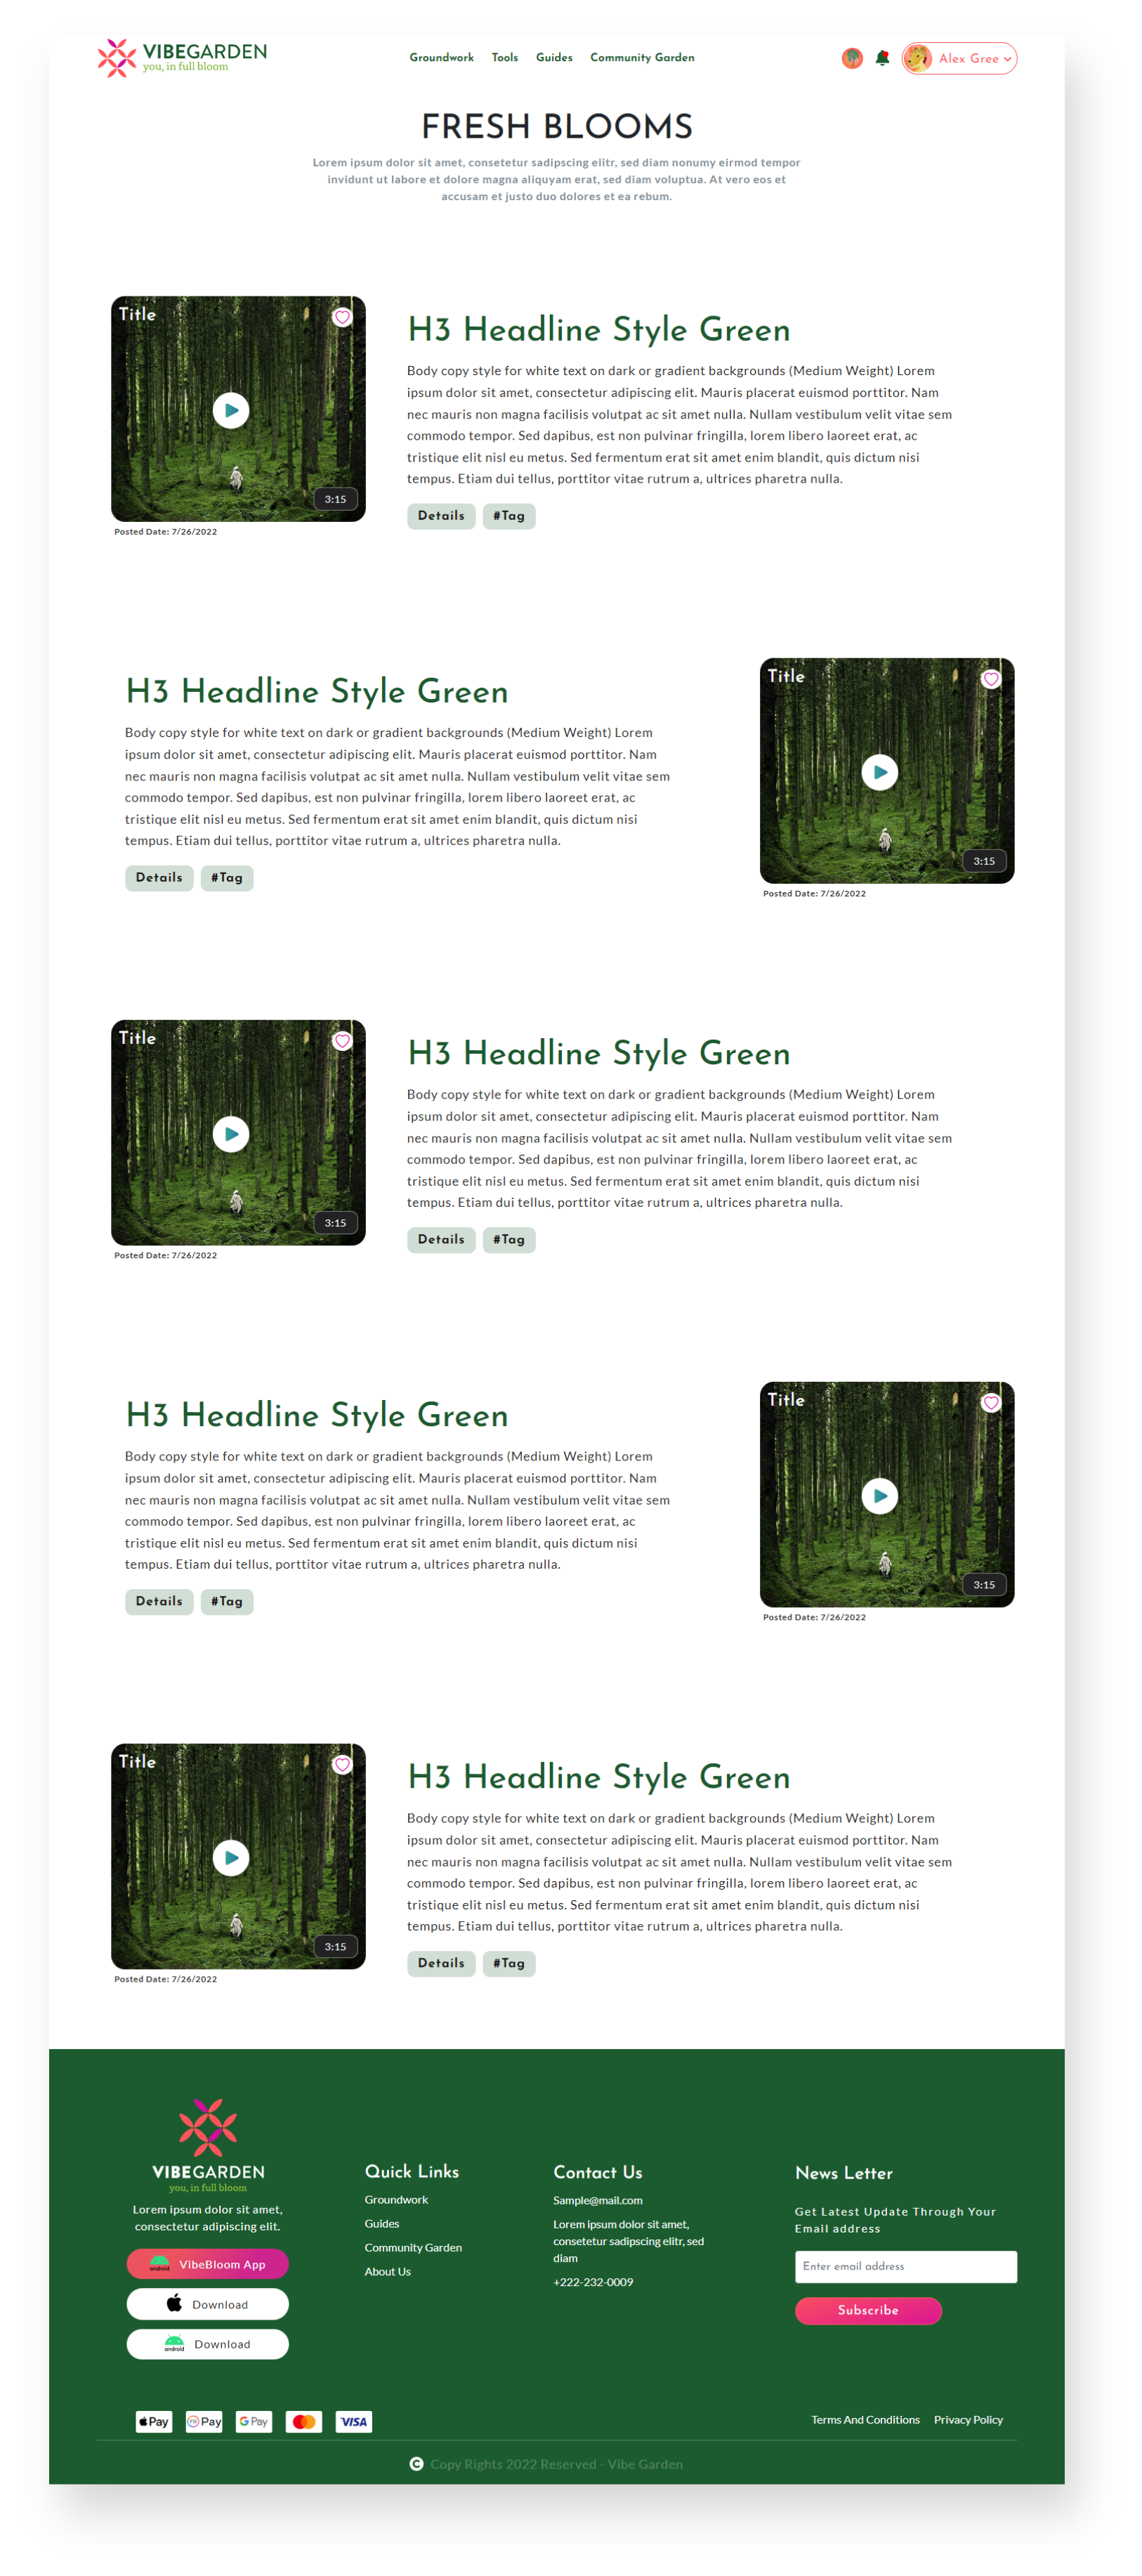 VIBEGARDEN
you, in full bloom
Groundwork Tools Guides Community Garden
Alex Gree
FRESH BLOOMS
Lorem ipsum dolor sit amet, consetetur sadipscing elitr, sed diam nonumy eirmod tempor
invidunt ut labore et dolore magna aliquyam erat, sed diam voluptua. At vero eos et
accusam et justo duo dolores et ea rebum.
Title
3:15
Posted Date: 7/26/2022
H3 Headline Style Green
Body copy style for white text on dark or gradient backgrounds (Medium Weight) Lorem
ipsum dolor sit amet, consectetur adipiscing elit. Mauris placerat euismod porttitor. Nam
nec mauris non magna facilisis volutpat ac sit amet nulla. Nullam vestibulum velit vitae sem
commodo tempor. Sed dapibus, est non pulvinar fringilla, lorem libero laoreet erat, ac
tristique elit nisl eu metus. Sed fermentum erat sit amet enim blandit, quis dictum nisi
tempus. Etiam dui tellus, porttitor vitae rutrum a, ultrices pharetra nulla.
Details #Tag
H3 Headline Style Green
Body copy style for white text on dark or gradient backgrounds (Medium Weight) Lorem
ipsum dolor sit amet, consectetur adipiscing elit. Mauris placerat euismod porttitor. Nam
nec mauris non magna facilisis volutpat ac sit amet nulla. Nullam vestibulum velit vitae sem
commodo tempor. Sed dapibus, est non pulvinar fringilla, lorem libero laoreet erat, ac
tristique elit nisl eu metus. Sed fermentum erat sit amet enim blandit, quis dictum nisi
tempus. Etiam dui tellus, porttitor vitae rutrum a, ultrices pharetra nulla.
Details #Tag
Title
3:15
Posted Date: 7/26/2022
Title
3:15
Posted Date: 7/26/2022
H3 Headline Style Green
Body copy style for white text on dark or gradient backgrounds (Medium Weight) Lorem
ipsum dolor sit amet, consectetur adipiscing elit. Mauris placerat euismod porttitor. Nam
nec mauris non magna facilisis volutpat ac sit amet nulla. Nullam vestibulum velit vitae sem
commodo tempor. Sed dapibus, est non pulvinar fringilla, lorem libero laoreet erat, ac
tristique elit nisl eu metus. Sed fermentum erat sit amet enim blandit, quis dictum nisi
tempus. Etiam dui tellus, porttitor vitae rutrum a, ultrices pharetra nulla.
Details #Tag
H3 Headline Style Green
Body copy style for white text on dark or gradient backgrounds (Medium Weight) Lorem
ipsum dolor sit amet, consectetur adipiscing elit. Mauris placerat euismod porttitor. Nam
nec mauris non magna facilisis volutpat ac sit amet nulla. Nullam vestibulum velit vitae sem
commodo tempor. Sed dapibus, est non pulvinar fringilla, lorem libero laoreet erat, ac
tristique elit nisl eu metus. Sed fermentum erat sit amet enim blandit, quis dictum nisi
tempus. Etiam dui tellus, porttitor vitae rutrum a, ultrices pharetra nulla.
Details #Tag
Title
3:15
Posted Date: 7/26/2022
Title
3:15
Posted Date: 7/26/2022
H3 Headline Style Green
Body copy style for white text on dark or gradient backgrounds (Medium Weight) Lorem
ipsum dolor sit amet, consectetur adipiscing elit. Mauris placerat euismod porttitor. Nam
nec mauris non magna facilisis volutpat ac sit amet nulla. Nullam vestibulum velit vitae sem
commodo tempor. Sed dapibus, est non pulvinar fringilla, lorem libero laoreet erat, ac
tristique elit nisl eu metus. Sed fermentum erat sit amet enim blandit, quis dictum nisi
tempus. Etiam dui tellus, porttitor vitae rutrum a, ultrices pharetra nulla.
Details #Tag
VIBEGARDEN
you, in full bloom
Lorem ipsum dolor sit amet,
consectetur adipiscing elit.
android VibeBloom App
Download
android Download
Quick Links
Groundwork
Guides
Community Garden
About Us
Contact Us
Sample@mail.com
Lorem ipsum dolor sit amet,
consetetur sadipscing elitr, sed
diam
+222-232-0009
News Letter
Get Latest Update Through Your
Email address
Enter email address
Subscribe
Pay Pay G Pay VISA
Terms And Conditions Privacy Policy
C Copy Rights 2022 Reserved - Vibe Garden